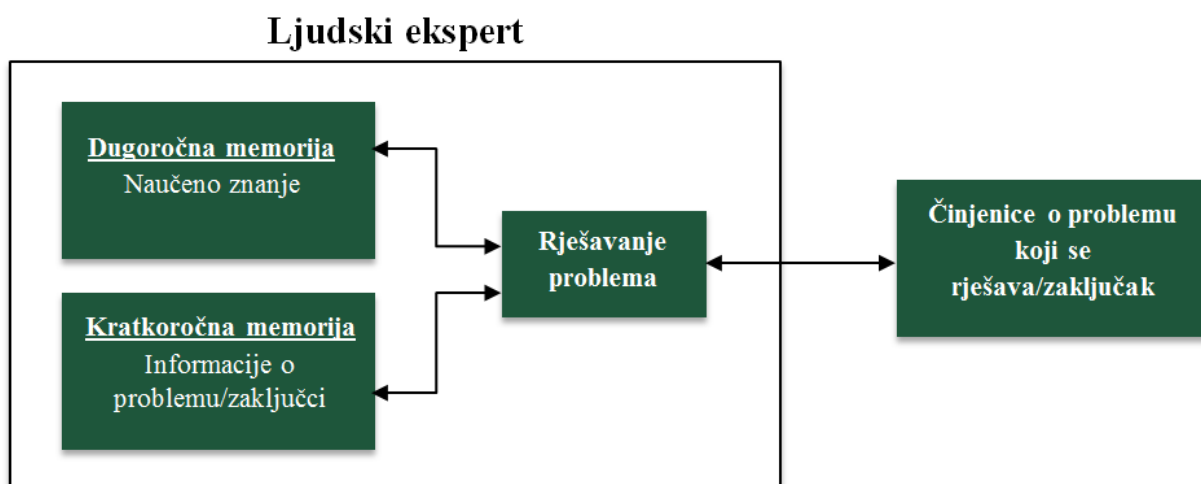 Ljudski ekspert
Dugoročna memorija
Naučeno znanje
Kratkoročna memorija
Informacije o
problemu/zaključci
Rješavanje
problema
Činjenice o problemu
koji se
rješava/zaključak